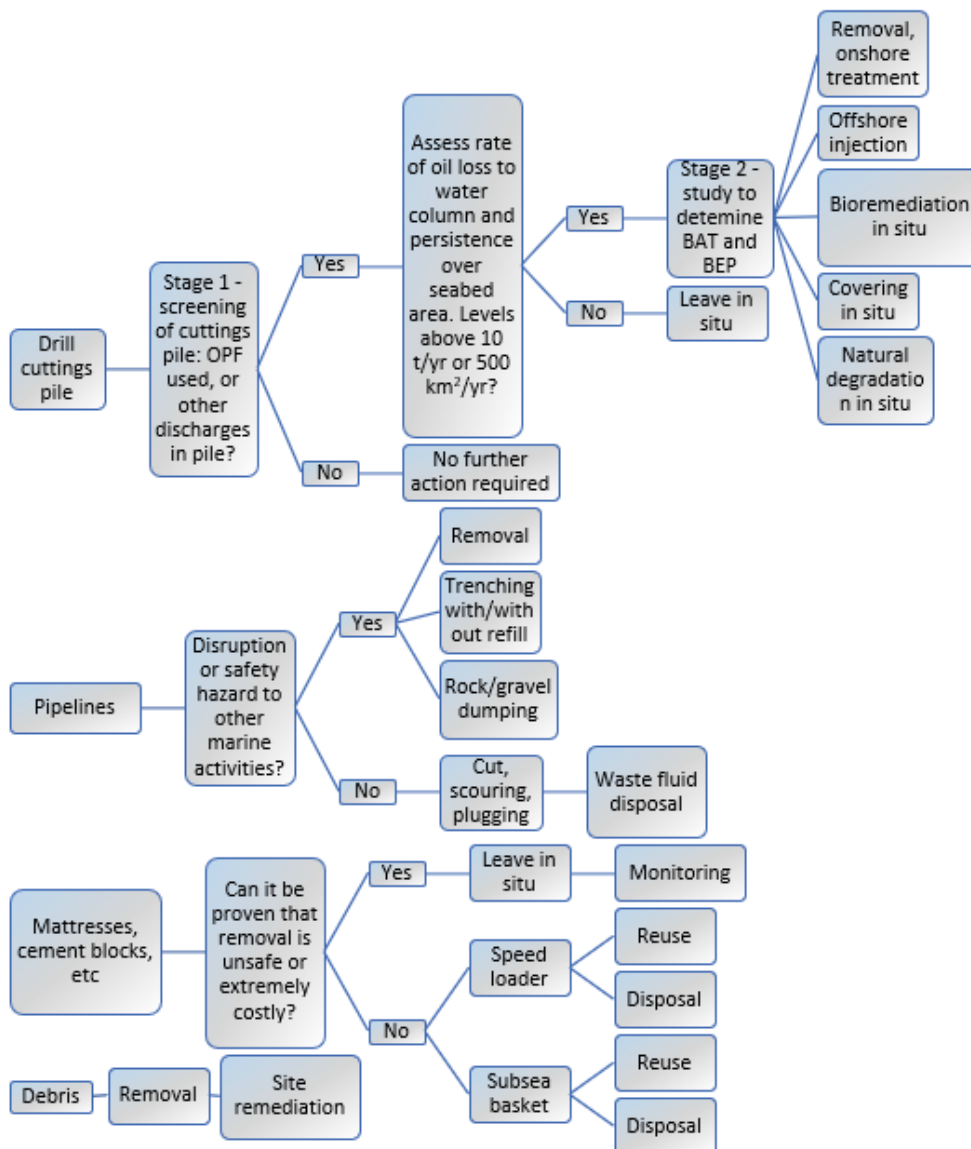 Drill
cuttings
pile
Stage 1 -
screening
of cuttings
pile: OPF
used, or
other
discharges
in pile?
Yes
Assess rate
of oil loss to
water
column and
persistence
over
seabed
area. Levels
above 10
t/yr or 500
km²/yr?
Yes
Stage 2 -
study to
detemine
BAT and
BEP
Removal,
onshore
treatment
Offshore
injection
Bioremediation
in situ
Covering
in situ
Natural
degradatio
n in situ
No
Leave in
situ
No
No further
action required
Pipelines
Disruption
or safety
hazard to
other
marine
activities?
Yes
Removal
Trenching
with/with
out refill
Rock/gravel
dumping
No
Cut,
scouring,
plugging
Waste fluid
disposal
Mattresses,
cement blocks,
etc
Can it be
proven that
removal is
unsafe or
extremely
costly?
Yes
Leave in
situ
Monitoring
No
Speed
loader
Reuse
Disposal
Subsea
basket
Reuse
Disposal
Debris
Removal
Site
remediation